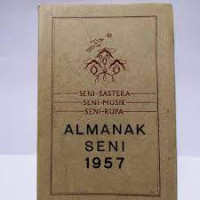 SENI-SASTERA
SENI-MUSIK
SENI-RUPA
ALMANAK
SENI
1957